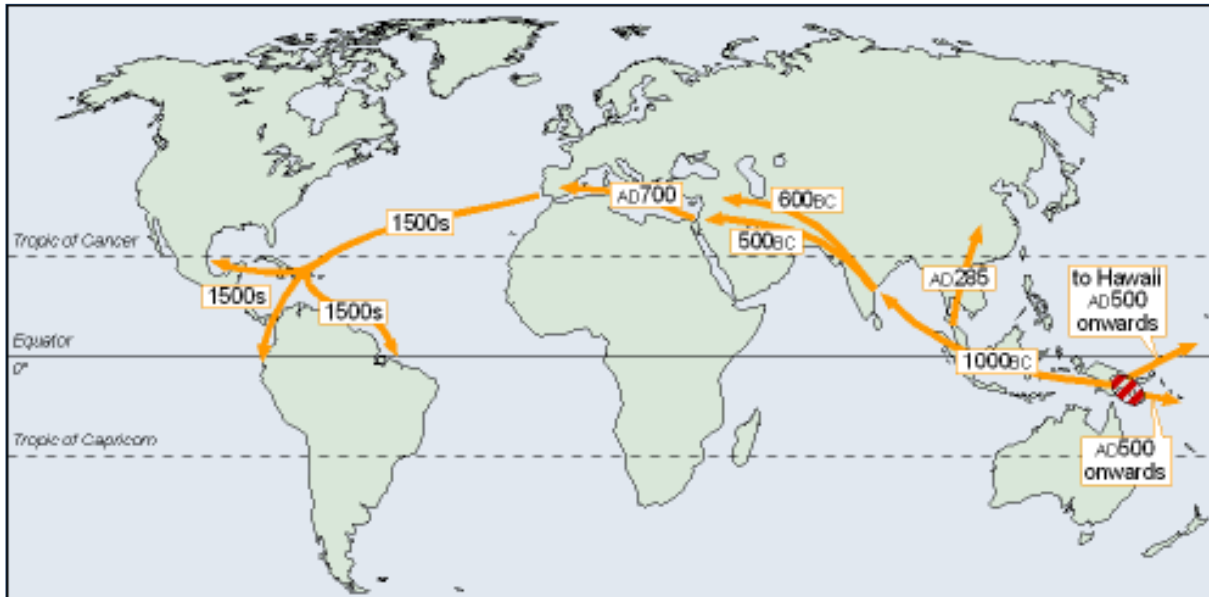 AD700
600BC
1500s
500BC
Tropic of Cancer
AD285
to Hawaii
AD500
onwards
1500s
1500s
Equator
0°
1000BC
Tropic of Capricorn
AD500
onwards